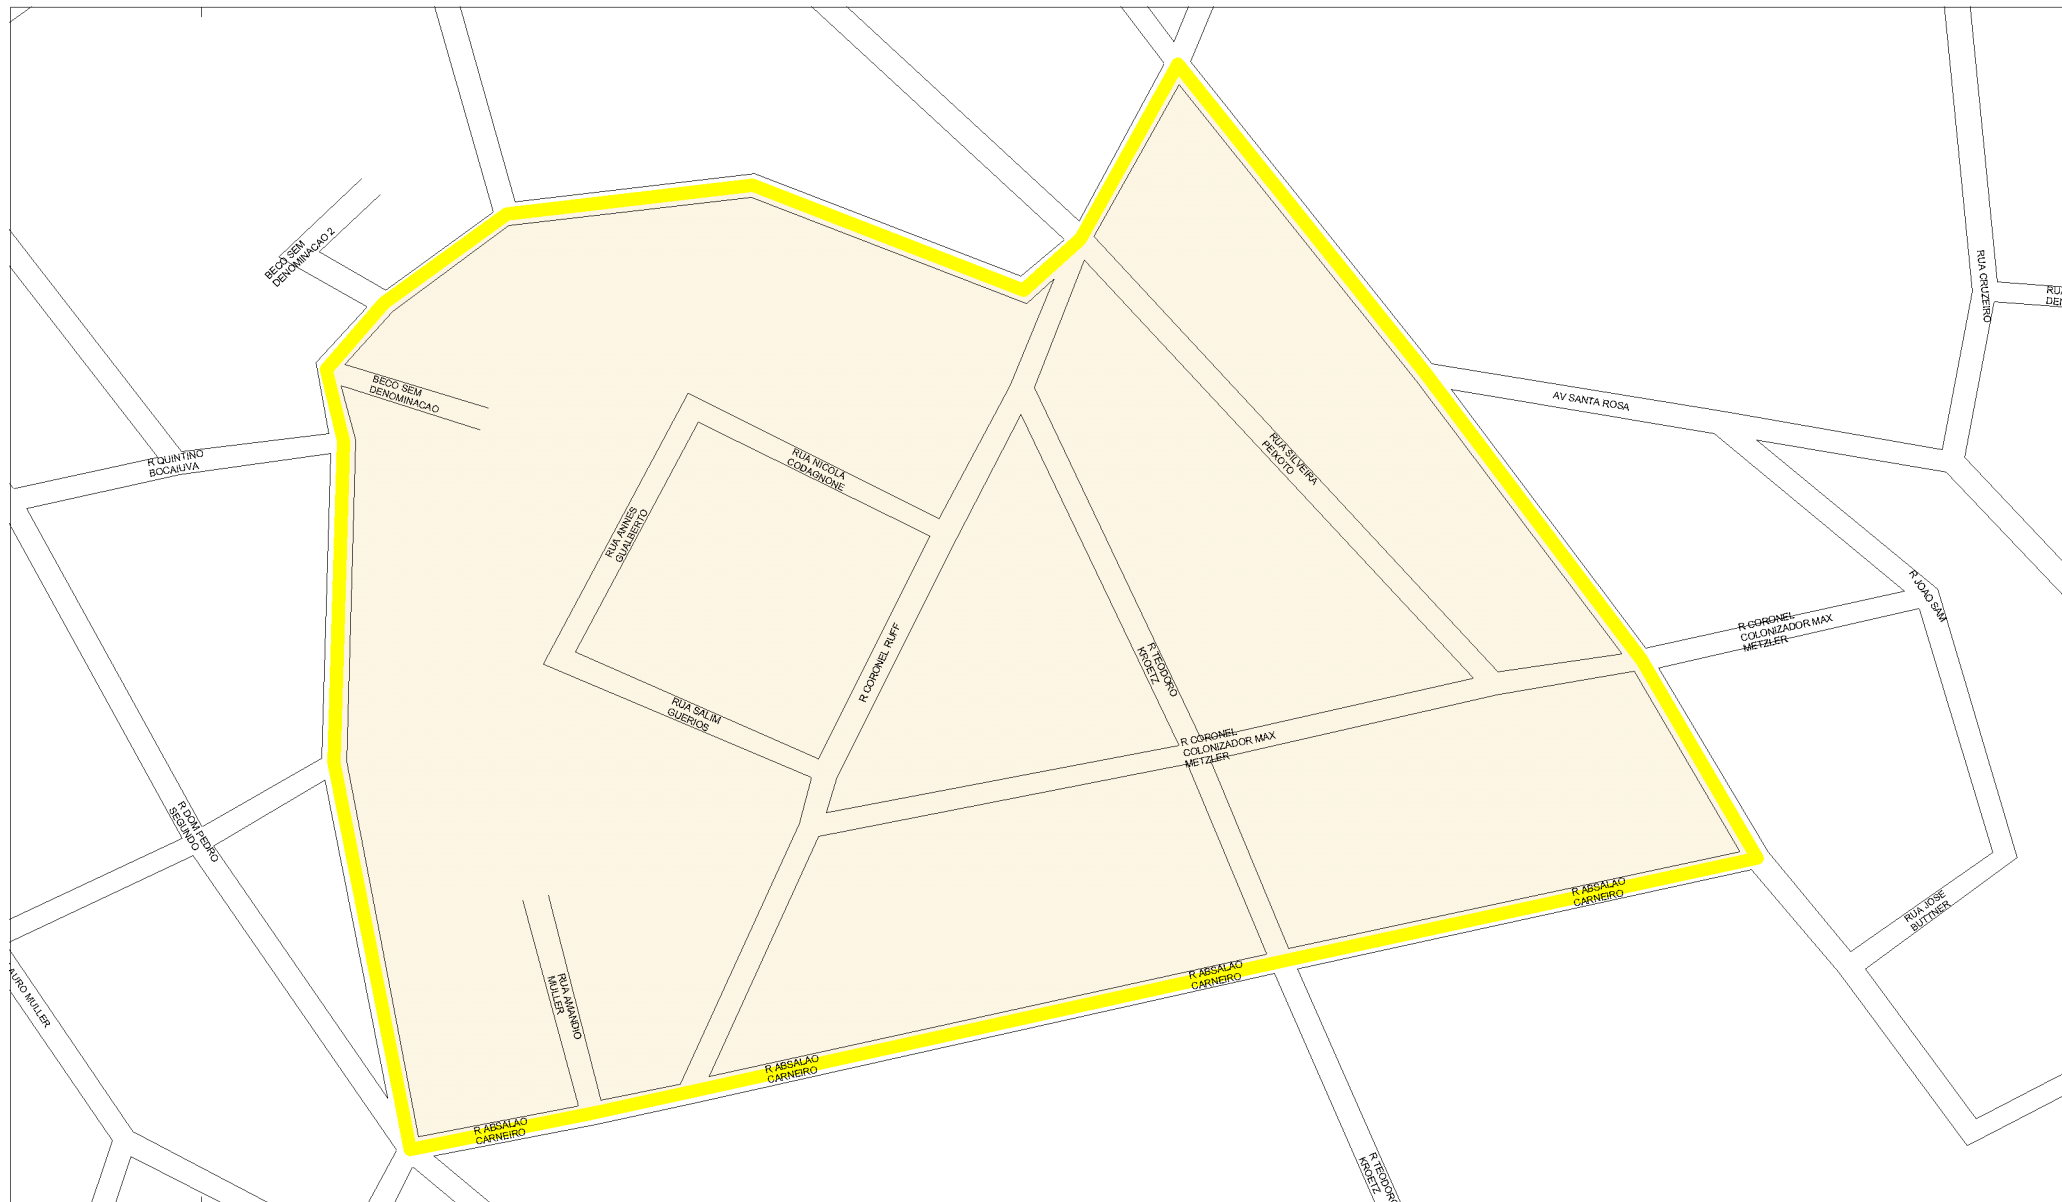 BECO SEM
DENOMINACAO 2
RUA CRUZEIRO
BECO SEM
DENOMINACAO
AV SANTA ROSA
R QUINTINO
BOCAIUVA
RUA NICOLA
CODAGNONE
RUA SILVEIRA
PEIXOTO
RUA ANNES
GUALBERTO
R JOAO SAM
R CORONEL
COLONIZADOR MAX
METZLER
R CORONEL RUFF
R TEODORO
KROETZ
RUA SALIM
GUERIOS
R CORONEL
COLONIZADOR MAX
METZLER
R DOM PEDRO
SEGUNDO
R ABSALAO
CARNEIRO
RUA JOSE
BUTTNER
R ABSALAO
CARNEIRO
AURO MULLER
RUA AMANDIO
MULLER
R ABSALAO
CARNEIRO
R ABSALAO
CARNEIRO
R TEODORO
KROETZ